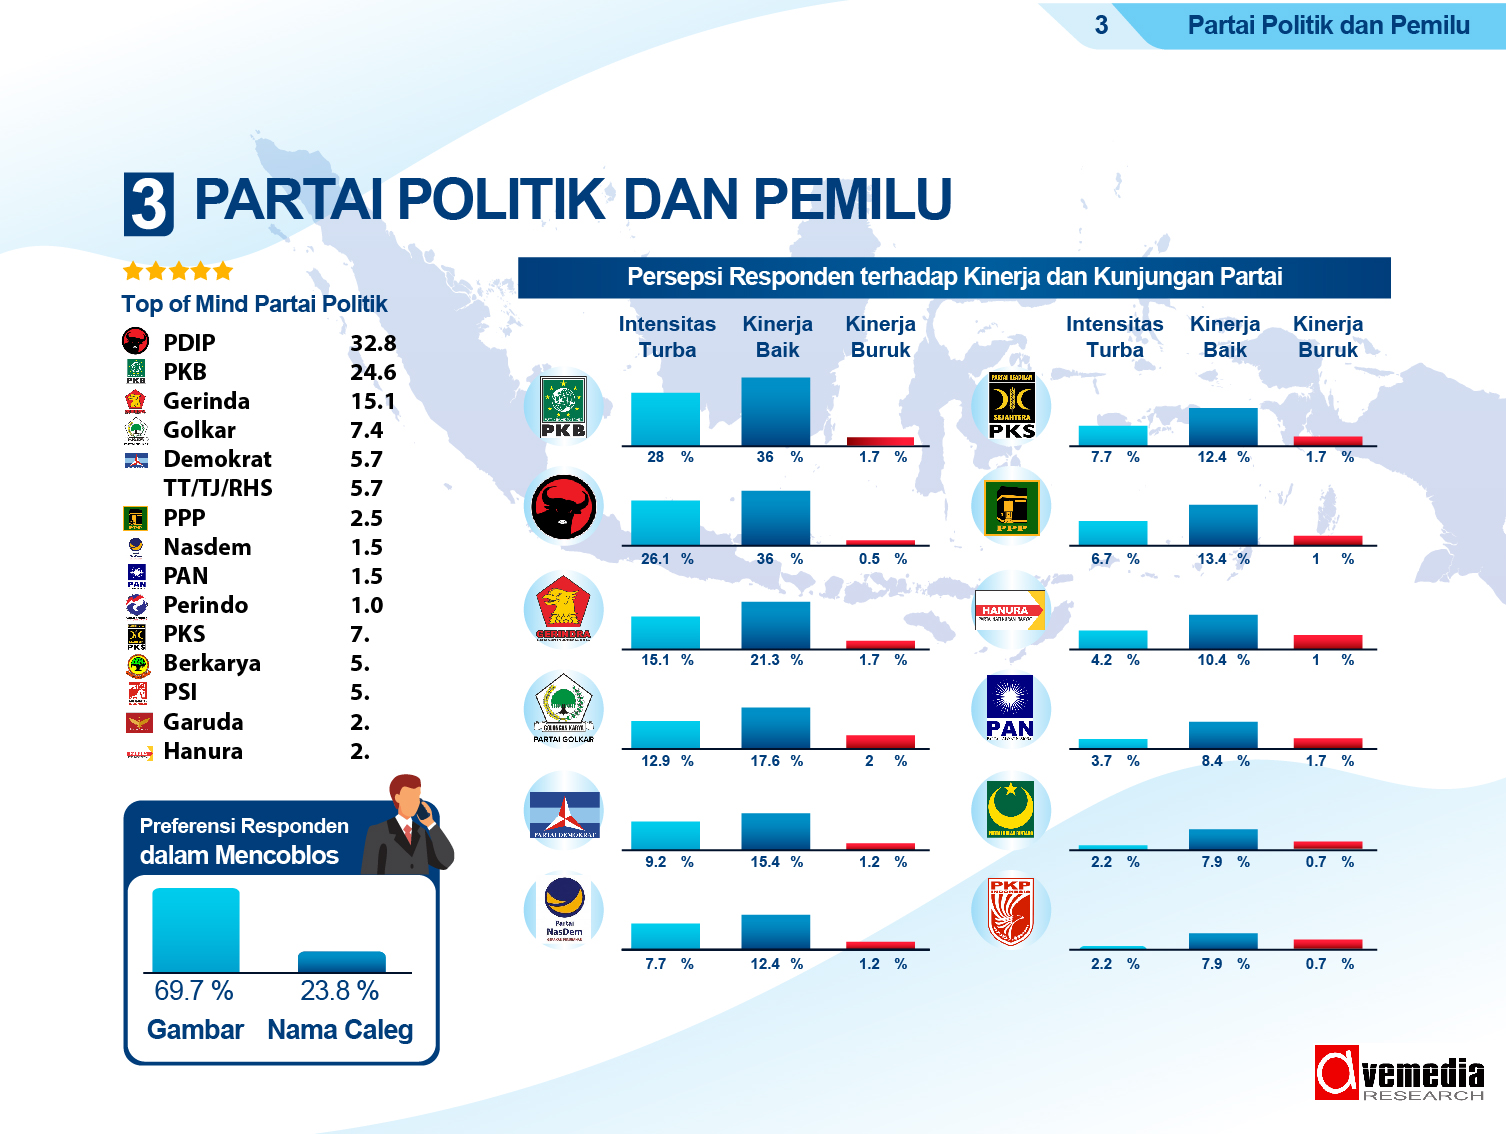 3 Partai Politik dan Pemilu
3 PARTAI POLITIK DAN PEMILU
Top of Mind Partai Politik
PDIP 32.8
PKB 24.6
Gerinda 15.1
Golkar 7.4
Demokrat 5.7
TT/TJ/RHS 5.7
PPP 2.5
Nasdem 1.5
PAN 1.5
Perindo 1.0
PKS 7.
Berkarya 5.
PSI 5.
Garuda 2.
Hanura 2.
Preferensi Responden
dalam Mencoblos
69.7 % 23.8 %
Gambar Nama Caleg
Persepsi Responden terhadap Kinerja dan Kunjungan Partai
Intensitas Kinerja Kinerja
Turba Baik Buruk
PKB
28 % 36 % 1.7 %
26.1 % 36 % 0.5 %
GERINDRA
15.1 % 21.3 % 1.7 %
GOLONGAN KARYA
PARTAI GOLKAR
12.9 % 17.6 % 2 %
PARTAI DEMOKRAT
9.2 % 15.4 % 1.2 %
Partai
NasDem
7.7 % 12.4 % 1.2 %
Intensitas Kinerja Kinerja
Turba Baik Buruk
PARTAI KEADILAN
SEJAHTERA
PKS
7.7 % 12.4 % 1.7 %
PPP
6.7 % 13.4 % 1 %
HANURA
4.2 % 10.4 % 1 %
PAN
3.7 % 8.4 % 1.7 %
2.2 % 7.9 % 0.7 %
PKP
INDONESIA
2.2 % 7.9 % 0.7 %
avemedia
RESEARCH